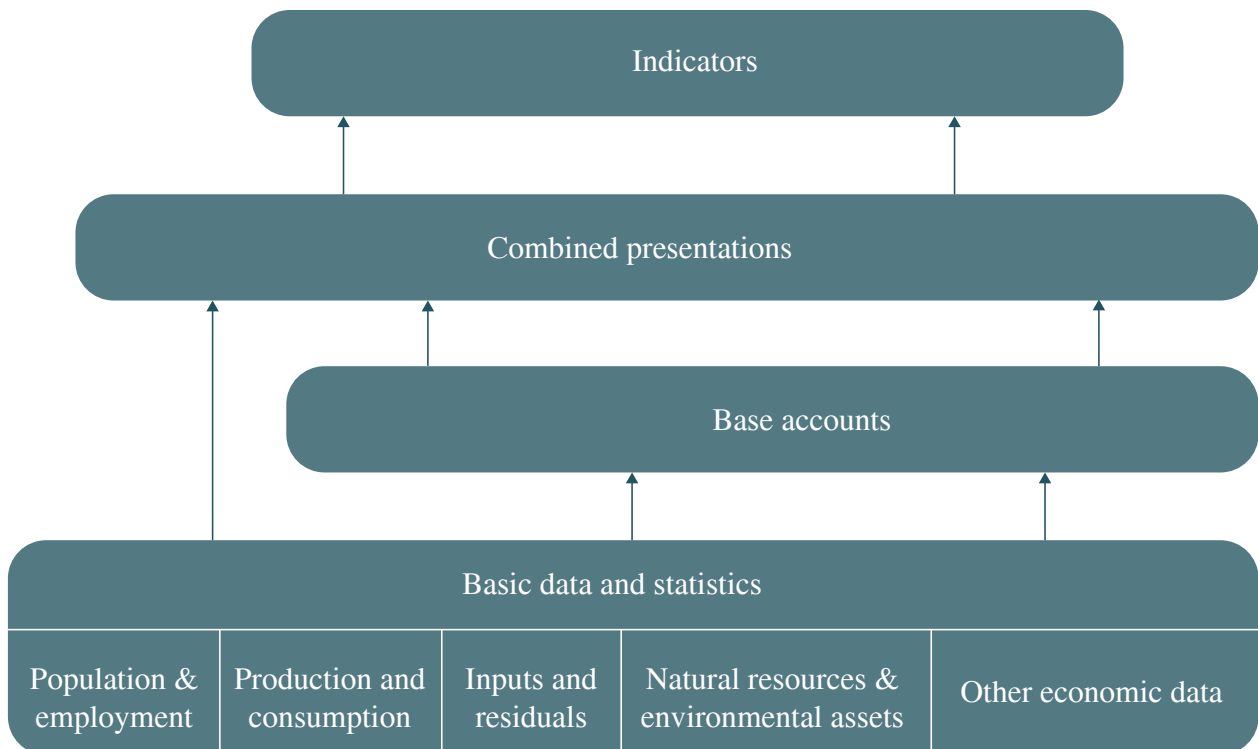 Indicators
Combined presentations
Base accounts
Basic data and statistics
Population &
employment
Production and
consumption
Inputs and
residuals
Natural resources &
environmental assets
Other economic data